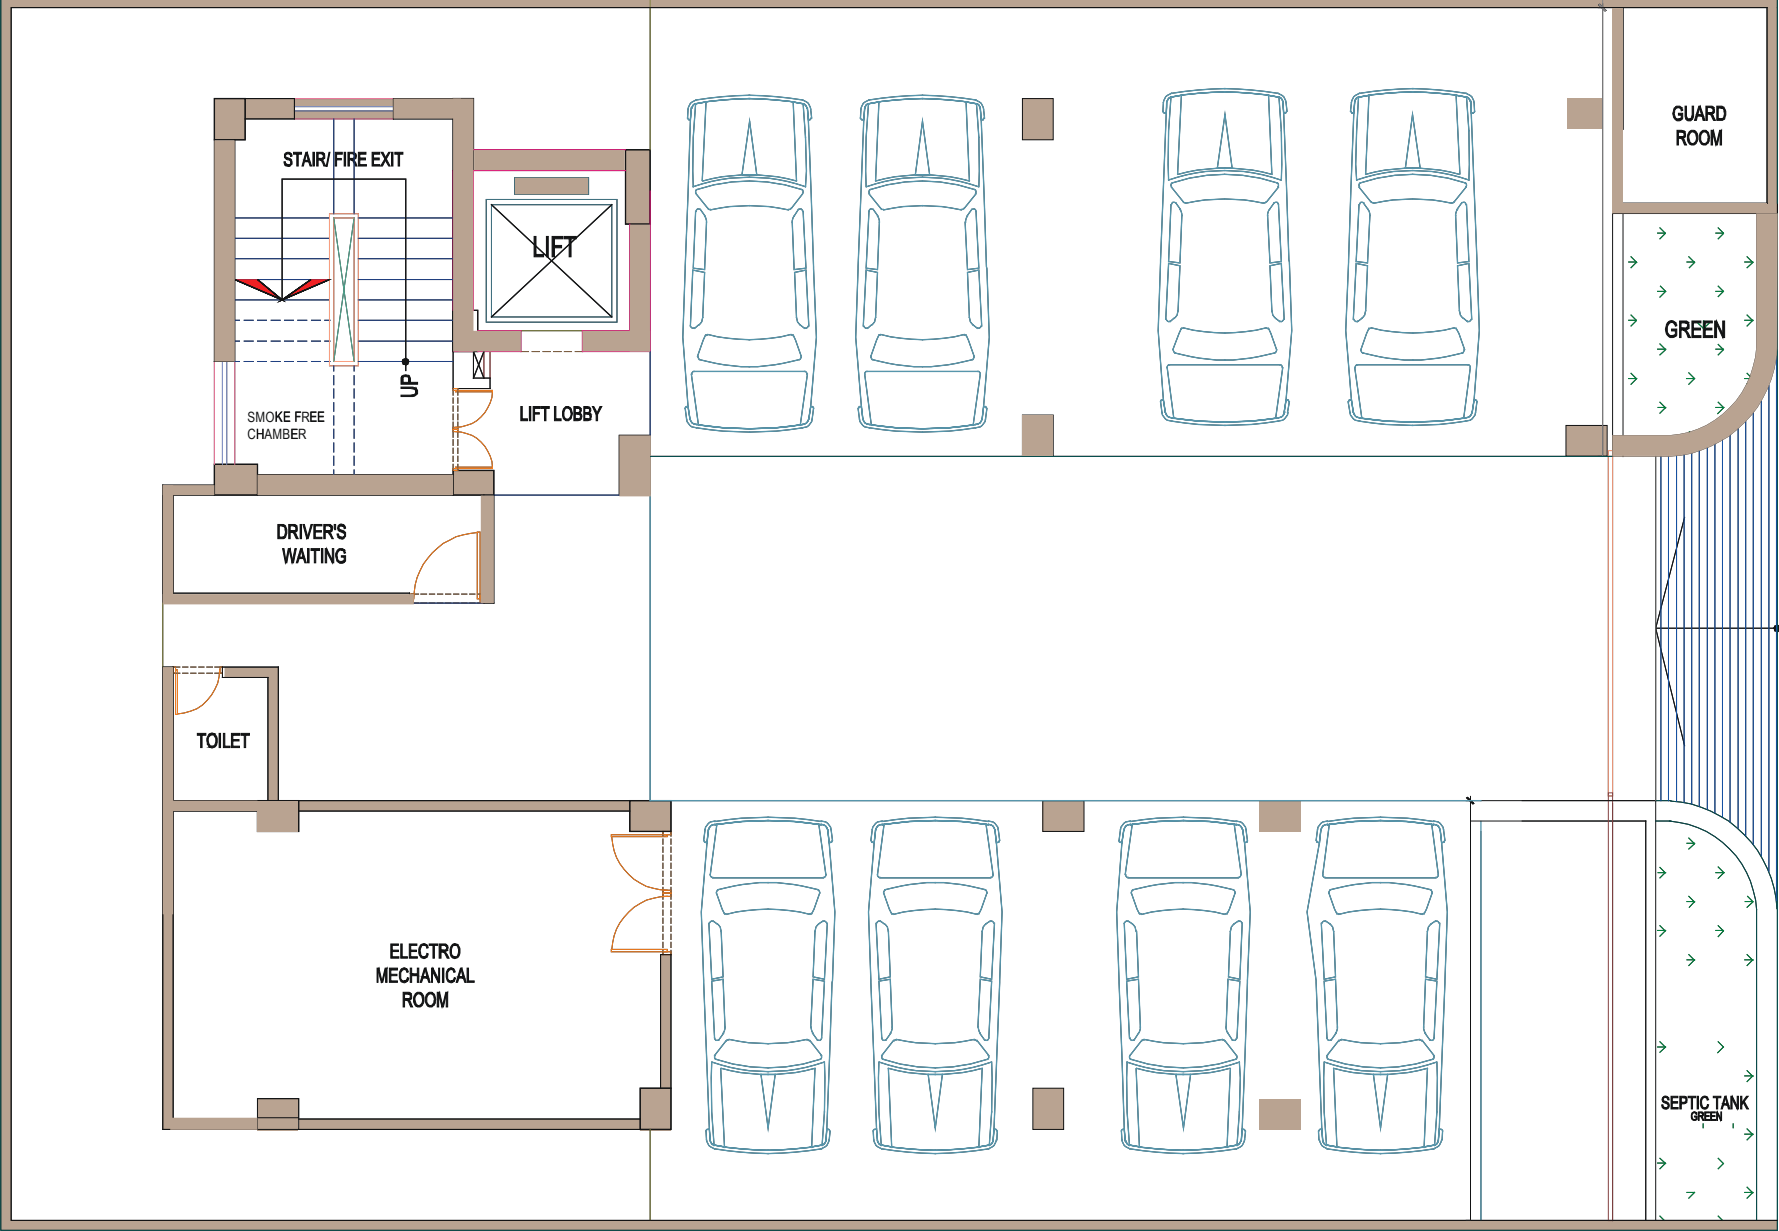 GUARD
ROOM
STAIR/ FIRE EXIT
LIFT
GREEN
UP
SMOKE FREE
CHAMBER
LIFT LOBBY
DRIVER'S
WAITING
TOILET
ELECTRO
MECHANICAL
ROOM
SEPTIC TANK
GREEN